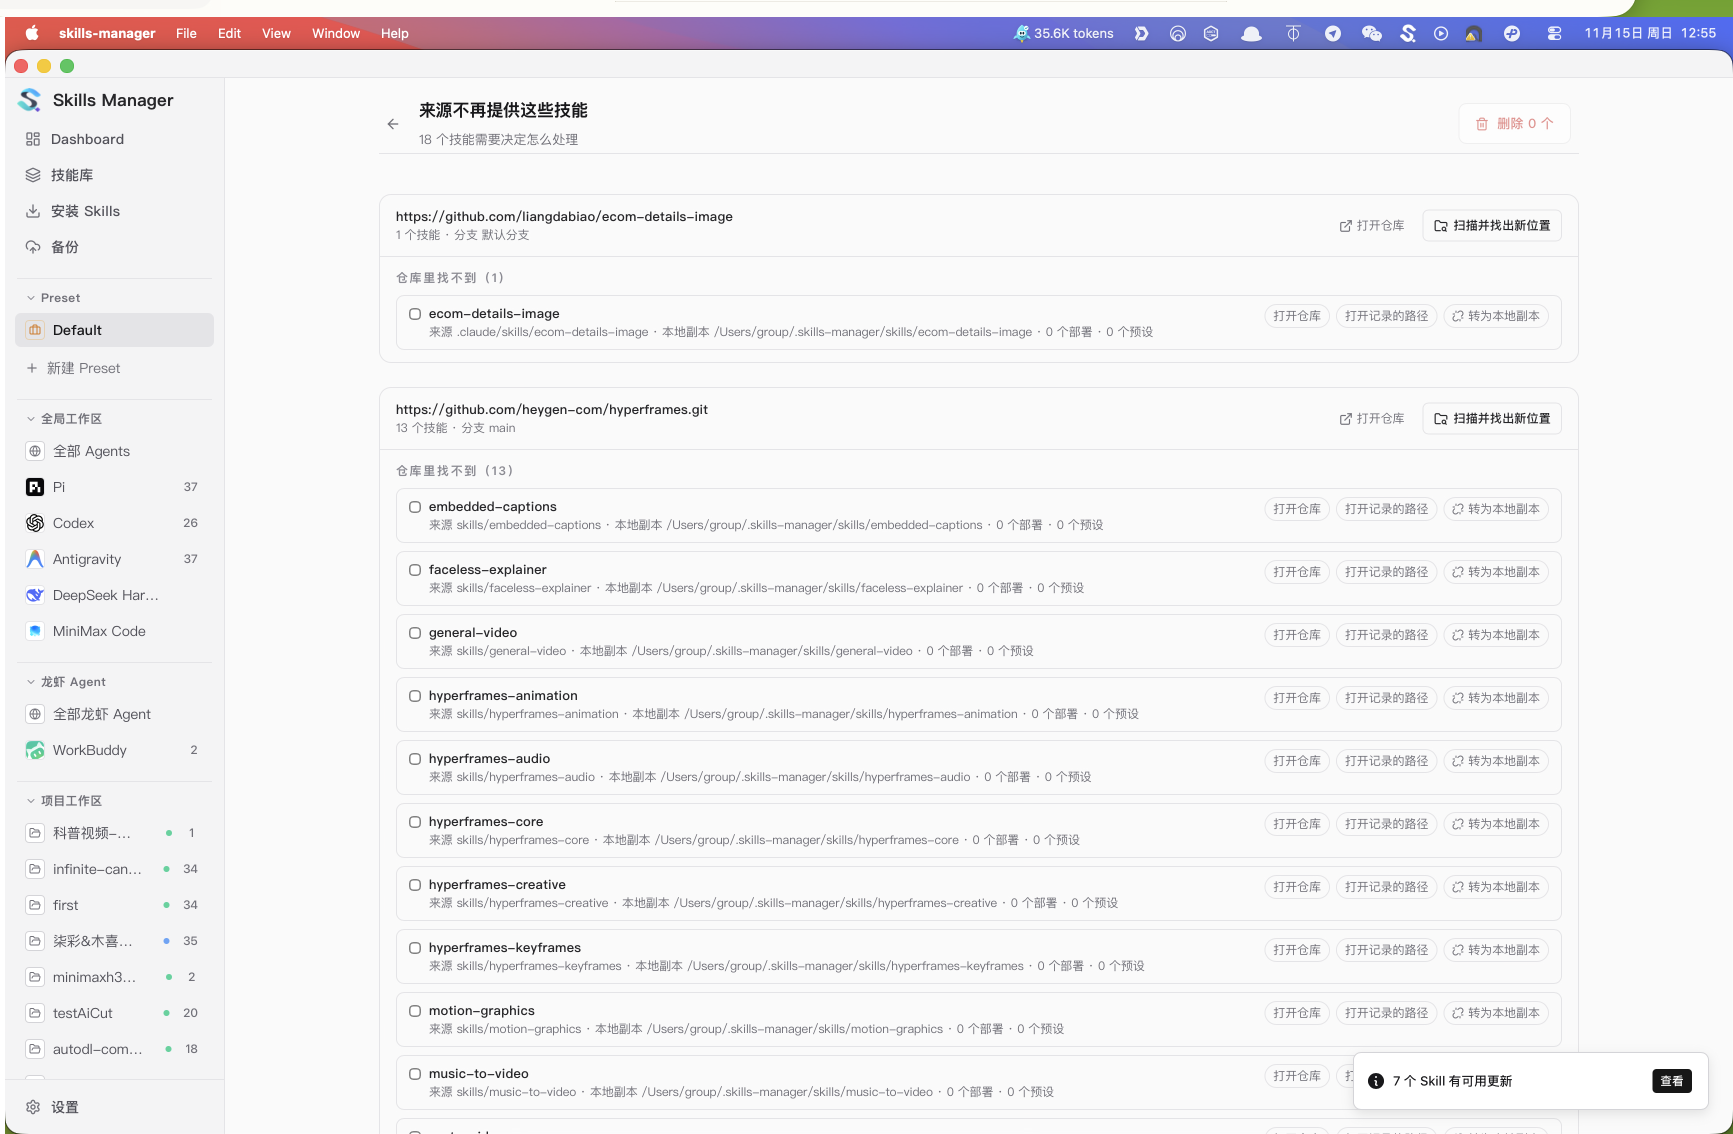 skills-manager File Edit View Window Help
35.6K tokens
11月15日 周日 12:55
Skills Manager
Dashboard
技能库
安装 Skills
备份
Preset
Default
新建 Preset
全局工作区
全部 Agents
Pi 37
Codex 26
Antigravity 37
DeepSeek Har...
MiniMax Code
龙虾 Agent
全部龙虾 Agent
WorkBuddy 2
项目工作区
科普视频-... 1
infinite-can... 34
first 34
柒彩&木喜... 35
minimaxh3... 2
testAiCut 20
autodl-com... 18
设置
来源不再提供这些技能
18 个技能需要决定怎么处理
删除 0 个
https://github.com/liangdabiao/ecom-details-image
1 个技能 · 分支 默认分支
打开仓库 扫描并找出新位置
仓库里找不到 (1)
ecom-details-image
来源 .claude/skills/ecom-details-image · 本地副本 /Users/group/.skills-manager/skills/ecom-details-image · 0 个部署 · 0 个预设
打开仓库 打开记录的路径 转为本地副本
https://github.com/heygen-com/hyperframes.git
13 个技能 · 分支 main
打开仓库 扫描并找出新位置
仓库里找不到 (13)
embedded-captions
来源 skills/embedded-captions · 本地副本 /Users/group/.skills-manager/skills/embedded-captions · 0 个部署 · 0 个预设
打开仓库 打开记录的路径 转为本地副本
faceless-explainer
来源 skills/faceless-explainer · 本地副本 /Users/group/.skills-manager/skills/faceless-explainer · 0 个部署 · 0 个预设
打开仓库 打开记录的路径 转为本地副本
general-video
来源 skills/general-video · 本地副本 /Users/group/.skills-manager/skills/general-video · 0 个部署 · 0 个预设
打开仓库 打开记录的路径 转为本地副本
hyperframes-animation
来源 skills/hyperframes-animation · 本地副本 /Users/group/.skills-manager/skills/hyperframes-animation · 0 个部署 · 0 个预设
打开仓库 打开记录的路径 转为本地副本
hyperframes-audio
来源 skills/hyperframes-audio · 本地副本 /Users/group/.skills-manager/skills/hyperframes-audio · 0 个部署 · 0 个预设
打开仓库 打开记录的路径 转为本地副本
hyperframes-core
来源 skills/hyperframes-core · 本地副本 /Users/group/.skills-manager/skills/hyperframes-core · 0 个部署 · 0 个预设
打开仓库 打开记录的路径 转为本地副本
hyperframes-creative
来源 skills/hyperframes-creative · 本地副本 /Users/group/.skills-manager/skills/hyperframes-creative · 0 个部署 · 0 个预设
打开仓库 打开记录的路径 转为本地副本
hyperframes-keyframes
来源 skills/hyperframes-keyframes · 本地副本 /Users/group/.skills-manager/skills/hyperframes-keyframes · 0 个部署 · 0 个预设
打开仓库 打开记录的路径 转为本地副本
motion-graphics
来源 skills/motion-graphics · 本地副本 /Users/group/.skills-manager/skills/motion-graphics · 0 个部署 · 0 个预设
打开仓库 打开记录的路径 转为本地副本
music-to-video
来源 skills/music-to-video · 本地副本 /Users/group/.skills-manager/skills/music-to-video · 0 个部署 · 0 个预设
打开仓库
7 个 Skill 有可用更新
查看